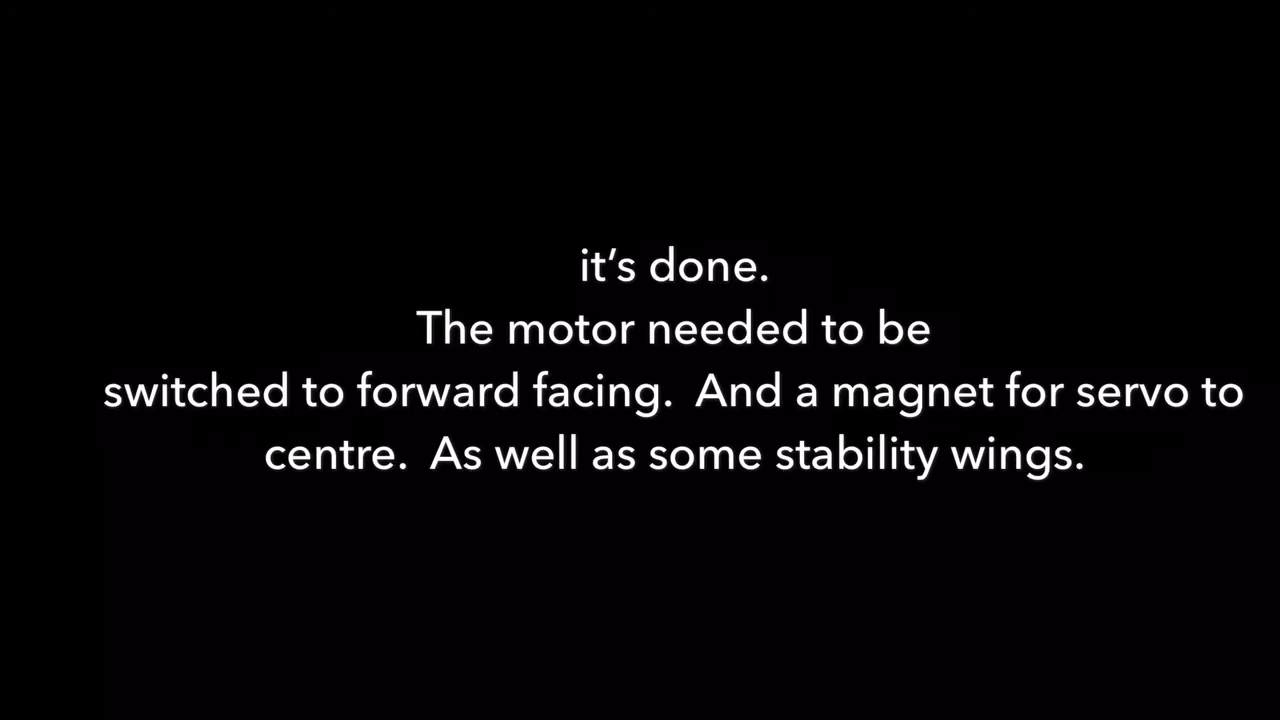 it’s done.
The motor needed to be
switched to forward facing.  And a magnet for servo to
centre.  As well as some stability wings.